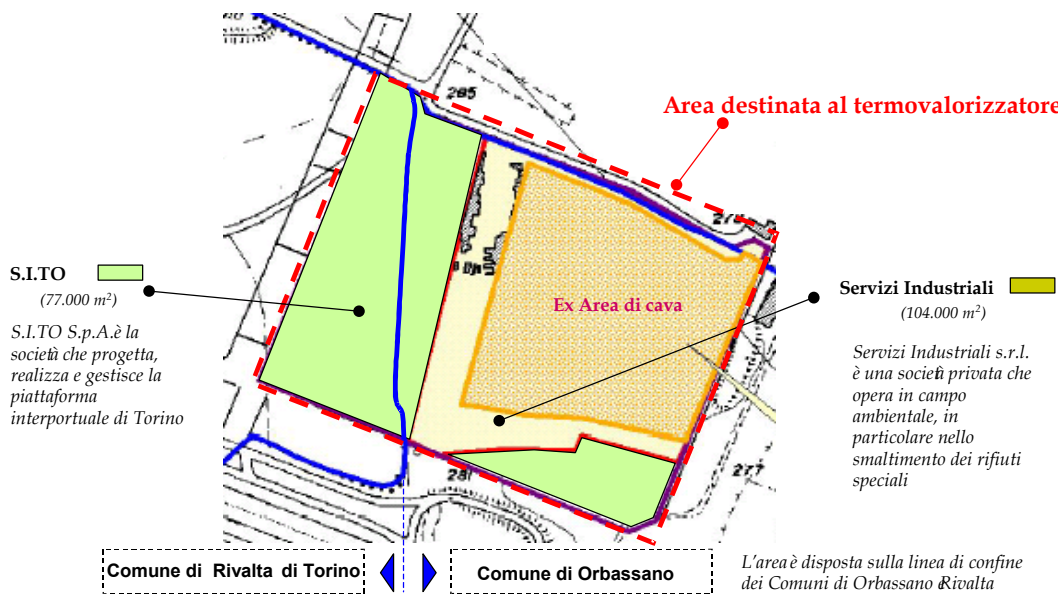 285
Area destinata al termovalorizzatore
S.I.TO
(77.000 m²)
S.I.TO S.p.A.è la
società che progetta,
realizza e gestisce la
piattaforma
interportuale di Torino
Ex Area di cava
Servizi Industriali
(104.000 m²)
Servizi Industriali s.r.l.
è una società privata che
opera in campo
ambientale, in
particolare nello
smaltimento dei rifiuti
speciali
281
277
Comune di Rivalta di Torino
Comune di Orbassano
L'area è disposta sulla linea di confine
dei Comuni di Orbassano e Rivalta